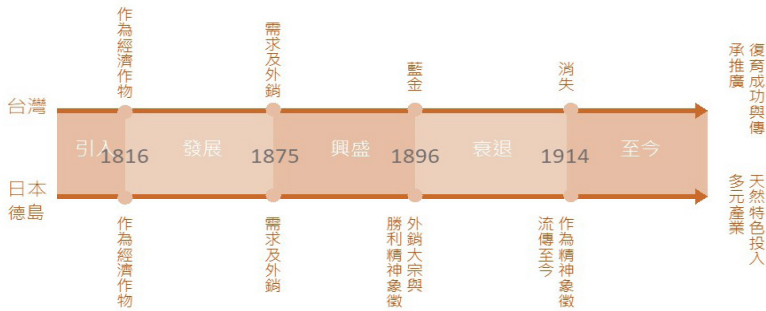 作為經濟作物
需求及外銷
藍金
消失
復育成功與傳
承推廣
台灣
引入
1816
發展
1875
興盛
1896
衰退
1914
至今
日本
德島
作為經濟作物
需求及外銷
外銷大宗與
勝利精神象徵
作為精神象徵
流傳至今
天然特色投入
多元產業